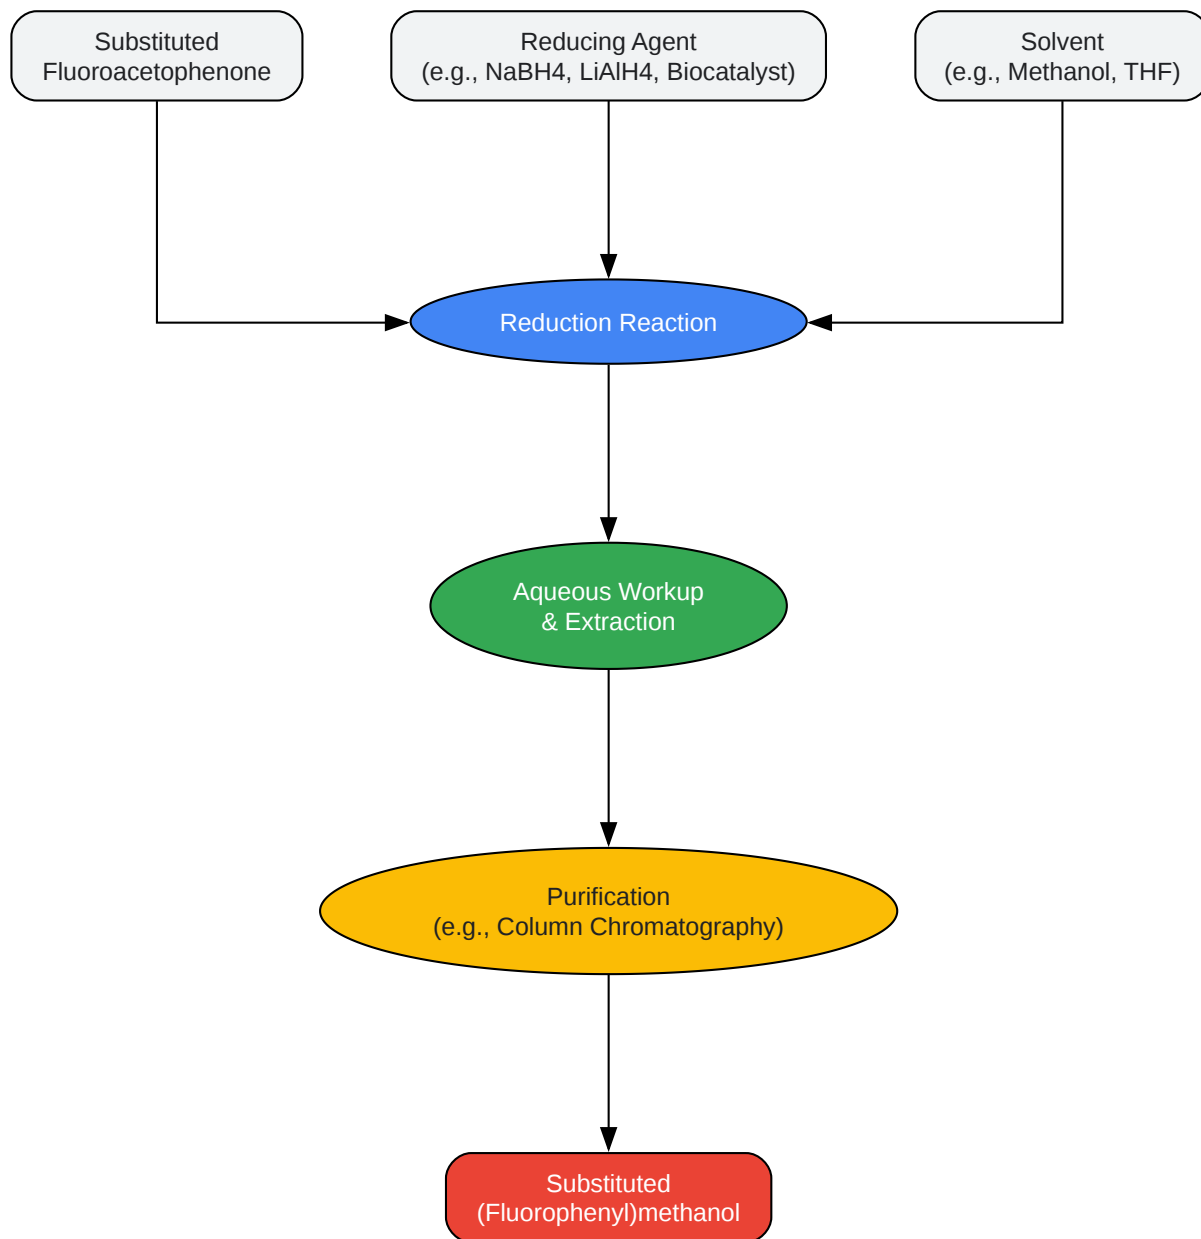 Substituted
Fluoroacetophenone
Reducing Agent
(e.g., NaBH4, LiAlH4, Biocatalyst)
Solvent
(e.g., Methanol, THF)
Reduction Reaction
Aqueous Workup
& Extraction
Purification
(e.g., Column Chromatography)
Substituted
(Fluorophenyl)methanol